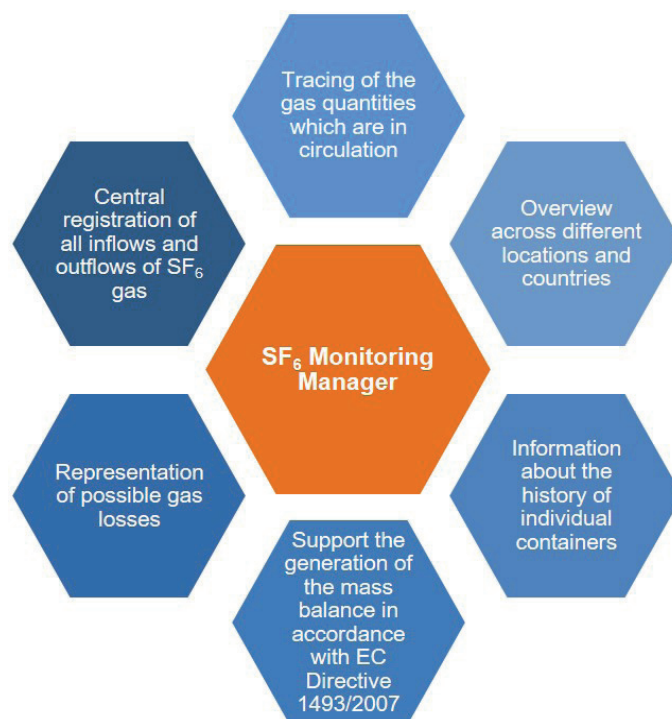 Tracing of the
gas quantities
which are in
circulation
Central
registration of
all inflows and
outflows of SF₆
gas
Overview
across different
locations and
countries
SF₆ Monitoring
Manager
Representation
of possible gas
losses
Information
about the
history of
individual
containers
Support the
generation of
the mass
balance in
accordance
with EC
Directive
1493/2007